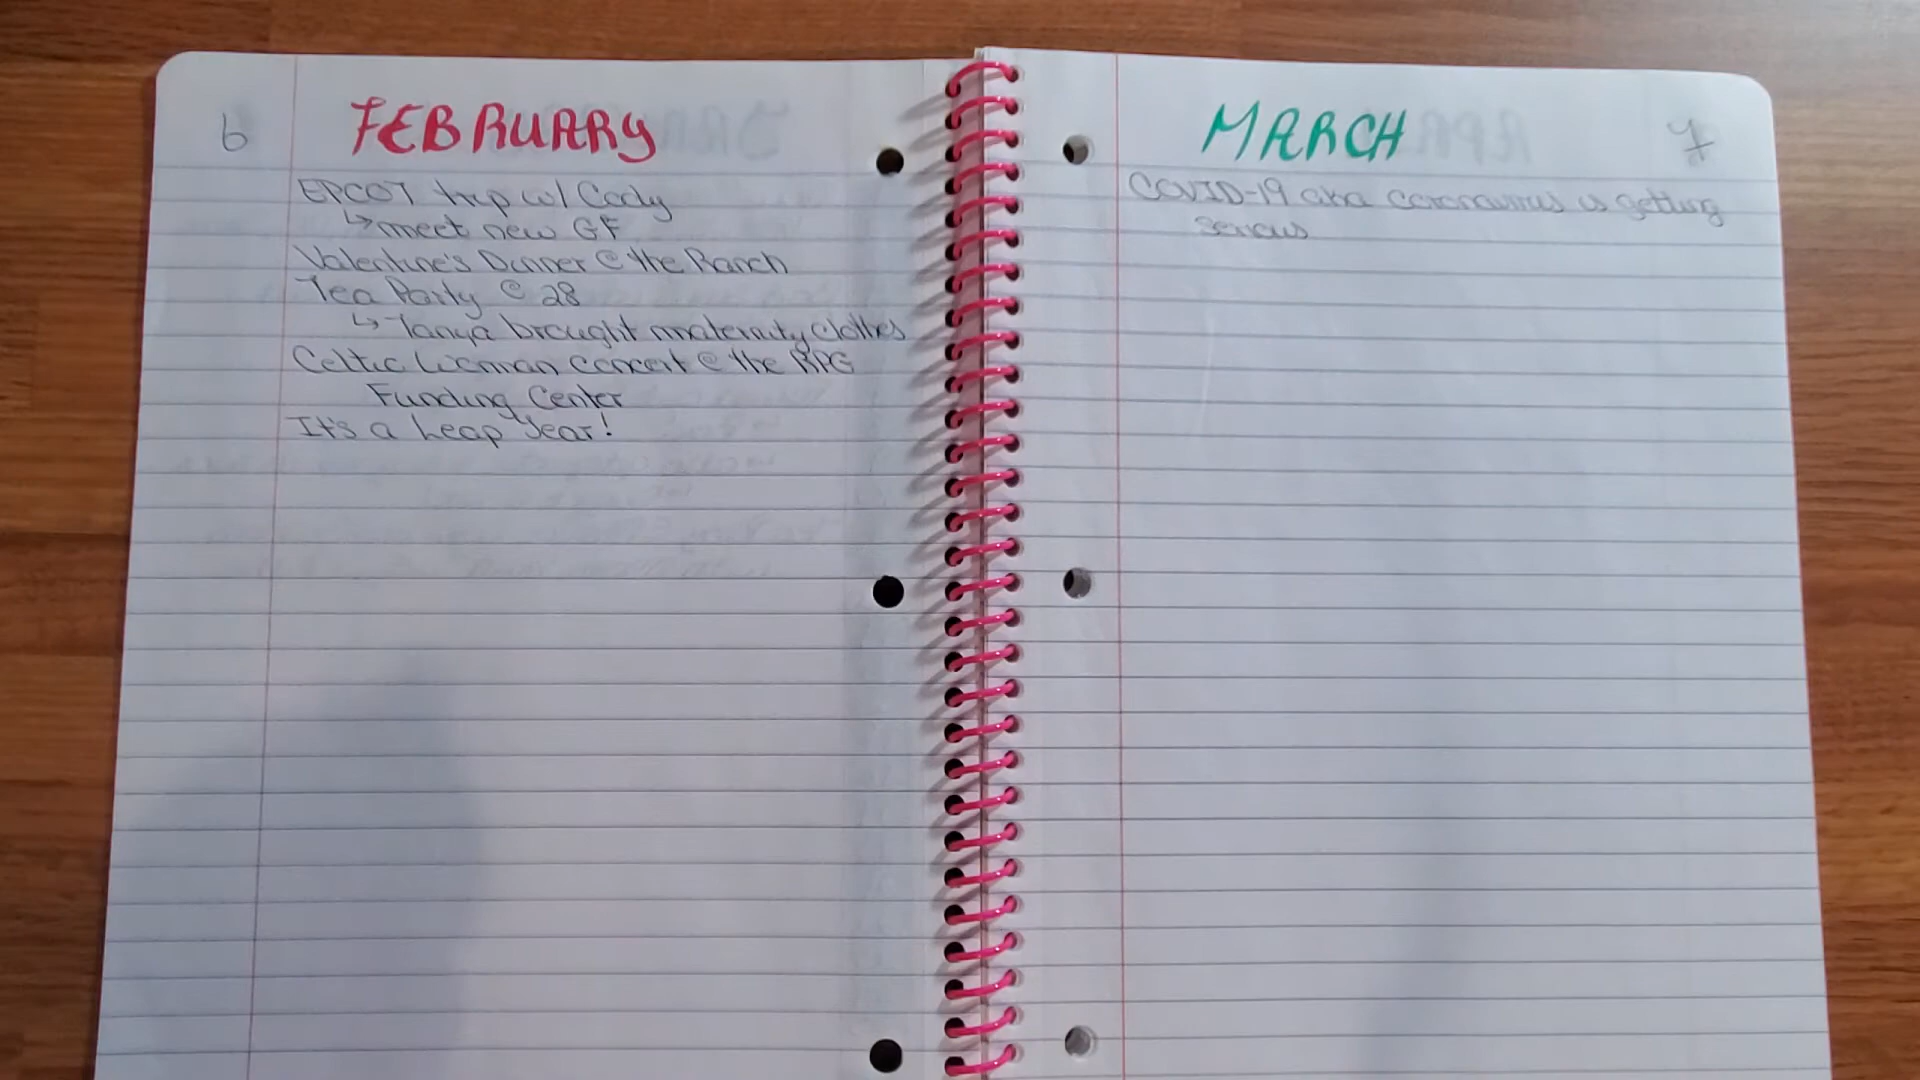 6
FEBRUARY
EPCOT trip w/ Cody
↳ meet new GF
Valentine's Dinner @ the Ranch
Tea Party @ 28
↳ Tanya brought maternity clothes
Celtic Woman concert @ the RPG
Funding Center
It's a Leap Year!
MARCH
7
COVID-19 aka coronavirus is getting
serious